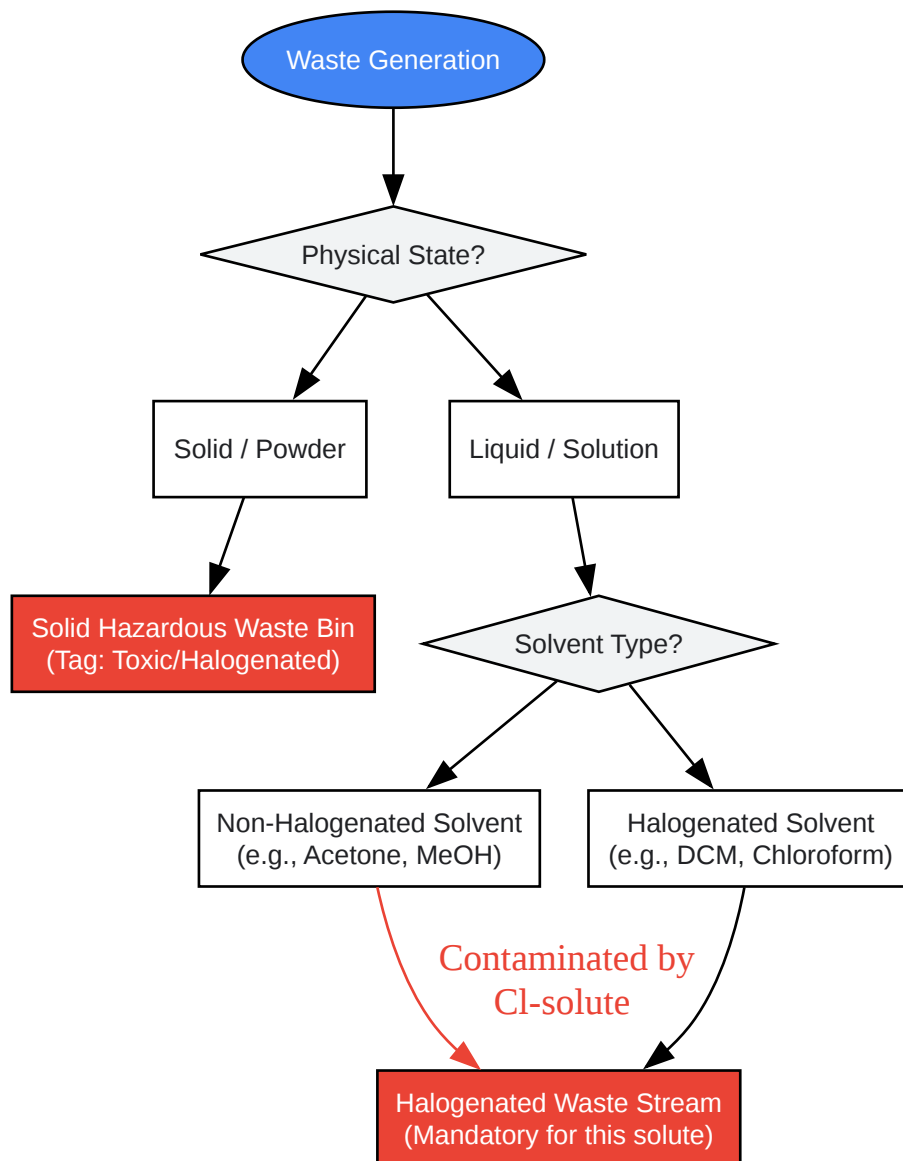 Waste Generation
Physical State?
Solid / Powder
Liquid / Solution
Solid Hazardous Waste Bin
(Tag: Toxic/Halogenated)
Solvent Type?
Non-Halogenated Solvent
(e.g., Acetone, MeOH)
Halogenated Solvent
(e.g., DCM, Chloroform)
Contaminated by
Cl-solute
Halogenated Waste Stream
(Mandatory for this solute)